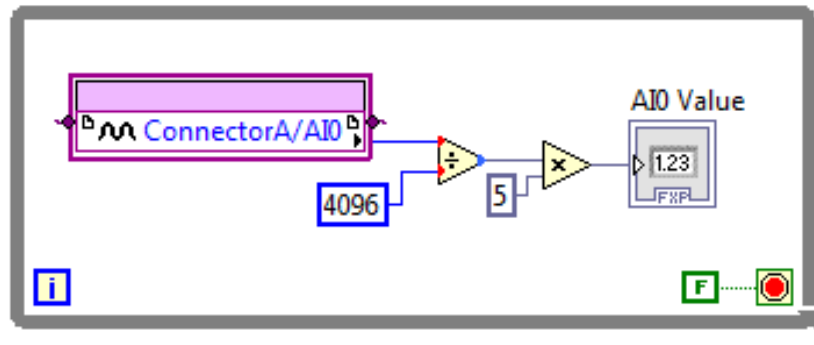 AI0 Value
ConnectorA/AI0
÷
×
1.23
FXP
4096
5
i
F